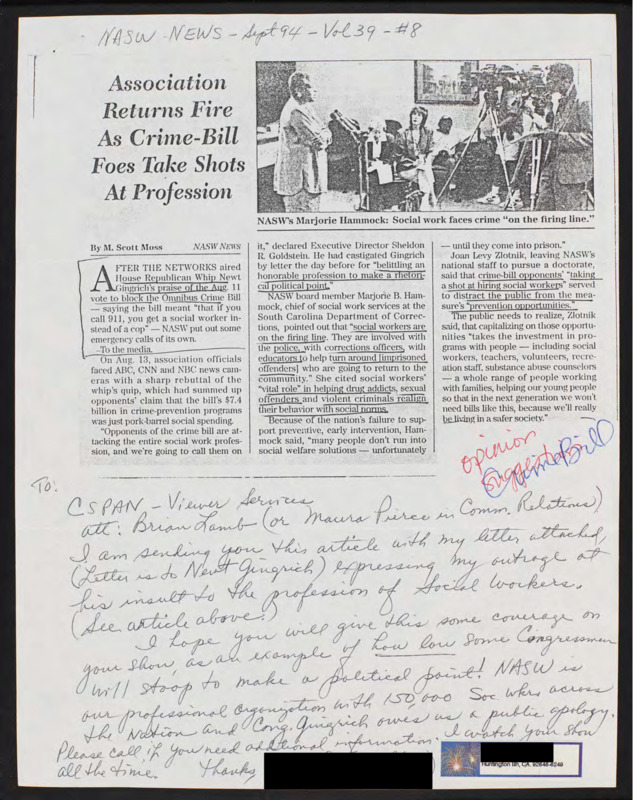 NASW NEWS - Sept 94 - Vol 39 - #8
Association
Returns Fire
As Crime-Bill
Foes Take Shots
At Profession
NASW's Marjorie Hammock: Social work faces crime "on the firing line."
By M. Scott Moss NASW NEWS
AFTER THE NETWORKS aired
House Republican Whip Newt
Gingrich's praise of the Aug. 11
vote to block the Omnibus Crime Bill
— saying the bill meant "that if you
call 911, you get a social worker in-
stead of a cop" — NASW put out some
emergency calls of its own.
-To the media.
On Aug. 13, association officials
faced ABC, CNN and NBC news cam-
eras with a sharp rebuttal of the
whip's quip, which had summed up
opponents' claim that the bill's $7.4
billion in crime-prevention programs
was just pork-barrel social spending.
"Opponents of the crime bill are at-
tacking the entire social work profes-
sion, and we're going to call them on
it," declared Executive Director Sheldon
R. Goldstein. He had castigated Gingrich
by letter the day before for "belittling an
honorable profession to make a rhetori-
cal political point."
NASW board member Marjorie B. Ham-
mock, chief of social work services at the
South Carolina Department of Correc-
tions, pointed out that "social workers are
on the firing line. They are involved with
the police, with corrections officers, with
educators to help turn around [imprisoned
offenders] who are going to return to the
community." She cited social workers'
"vital role" in helping drug addicts, sexual
offenders and violent criminals realign
their behavior with social norms.
Because of the nation's failure to sup-
port preventive, early intervention, Ham-
mock said, "many people don't run into
social welfare solutions — unfortunately
— until they come into prison."
Joan Levy Zlotnik, leaving NASW's
national staff to pursue a doctorate,
said that crime-bill opponents' "taking
a shot at hiring social workers" served
to distract the public from the mea-
sure's "prevention opportunities."
The public needs to realize, Zlotnik
said, that capitalizing on those opportu-
nities "takes the investment in pro-
grams with people — including social
workers, teachers, volunteers, recre-
ation staff, substance abuse counselors
— a whole range of people working
with families, helping our young people
so that in the next generation we won't
need bills like this, because we'll really
be living in a safer society."
opinion
Crime Bill
To:
CSPAN - Viewer Services
att: Brian Lamb (or Maura Pierce in Comm. Relations)
I am sending you this article with my letter attached,
(Letter is to Newt Gingrich) expressing my outrage at
his insult to the profession of Social Workers.
(See article above.)
I hope you will give this some coverage on
your show, as an example of how low some Congressmen
will stoop to make a political point! NASW is
our professional organization with 150,000 Soc wkrs across
the Nation and Cong. Gingrich owes us a public apology.
Please call if you need additional information. I watch your show
all the time. Thanks,
Huntington Bh, CA 92646-6249